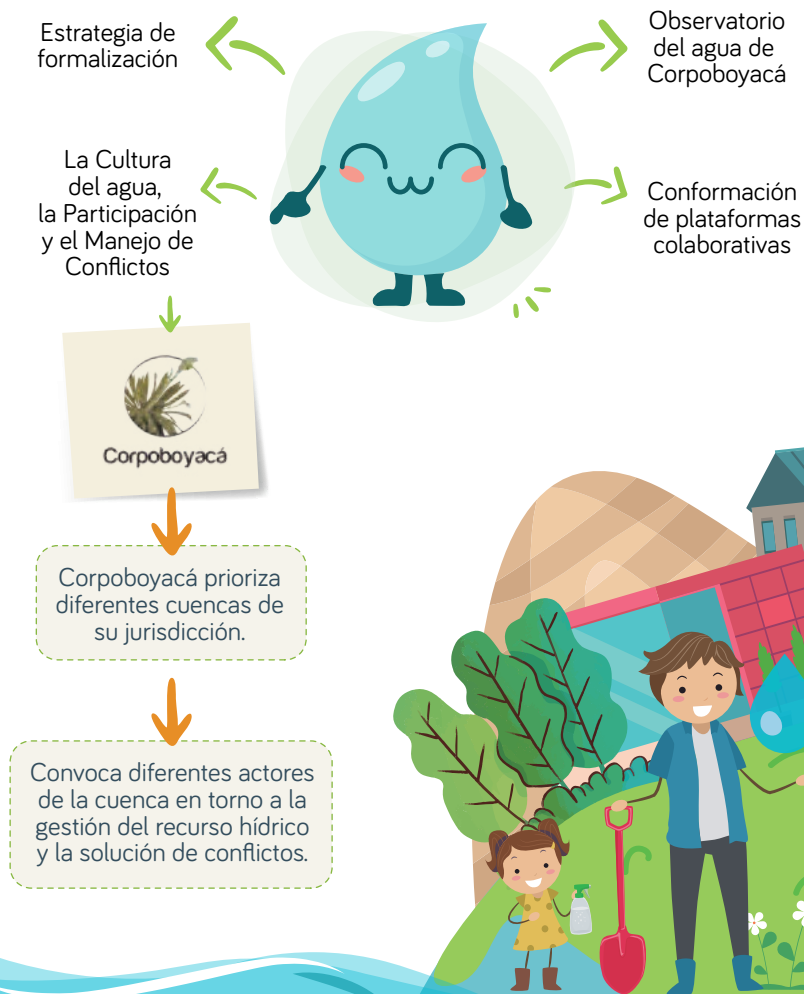 Estrategia de
formalización
Observatorio
del agua de
Corpoboyacá
La Cultura
del agua,
la Participación
y el Manejo de
Conflictos
Conformación
de plataformas
colaborativas
Corpoboyacá
Corpoboyacá prioriza
diferentes cuencas de
su jurisdicción.
Convoca diferentes actores
de la cuenca en torno a la
gestión del recurso hídrico
y la solución de conflictos.